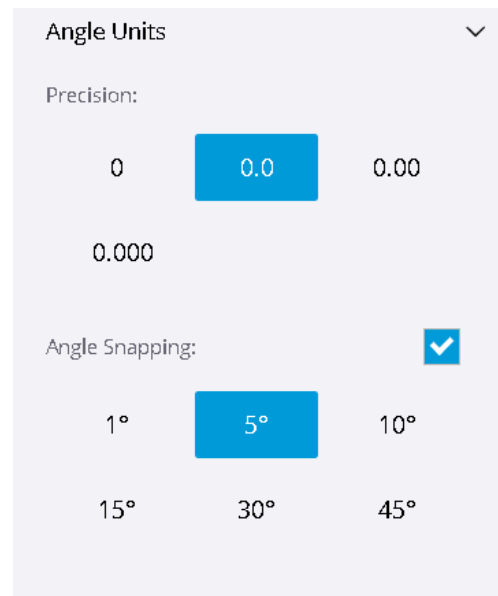 Angle Units
Precision:
0 0.0 0.00
0.000
Angle Snapping:
1° 5° 10°
15° 30° 45°